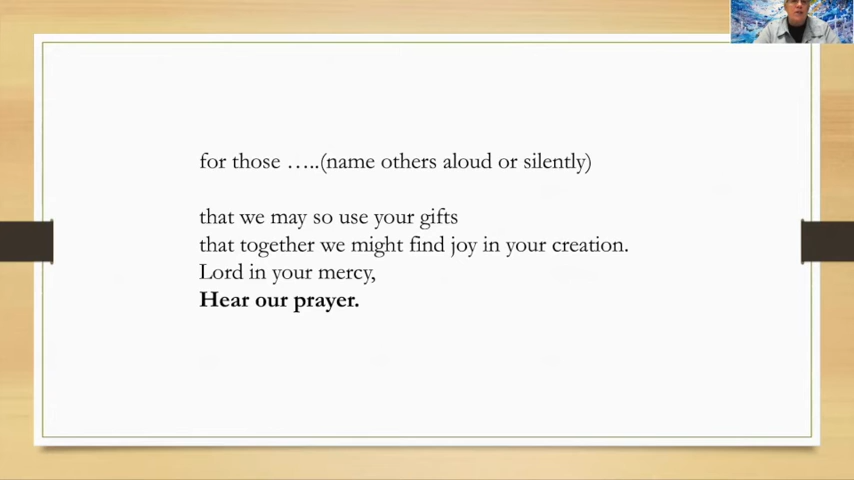 for those …..(name others aloud or silently)
that we may so use your gifts
that together we might find joy in your creation.
Lord in your mercy,
Hear our prayer.